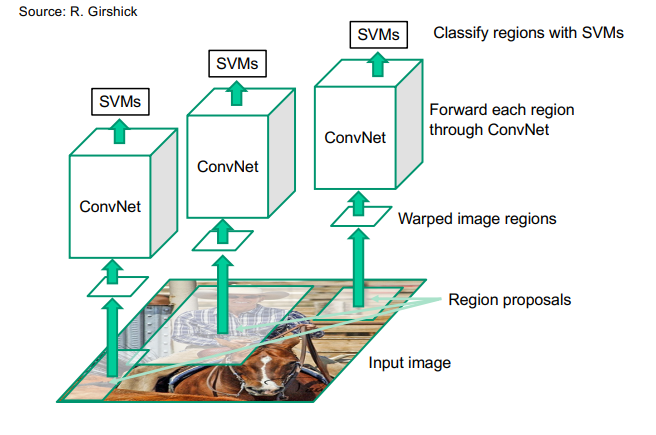 Source: R. Girshick
SVMs
Classify regions with SVMs
SVMs
SVMs
Forward each region
through ConvNet
ConvNet
ConvNet
ConvNet
Warped image regions
Region proposals
Input image